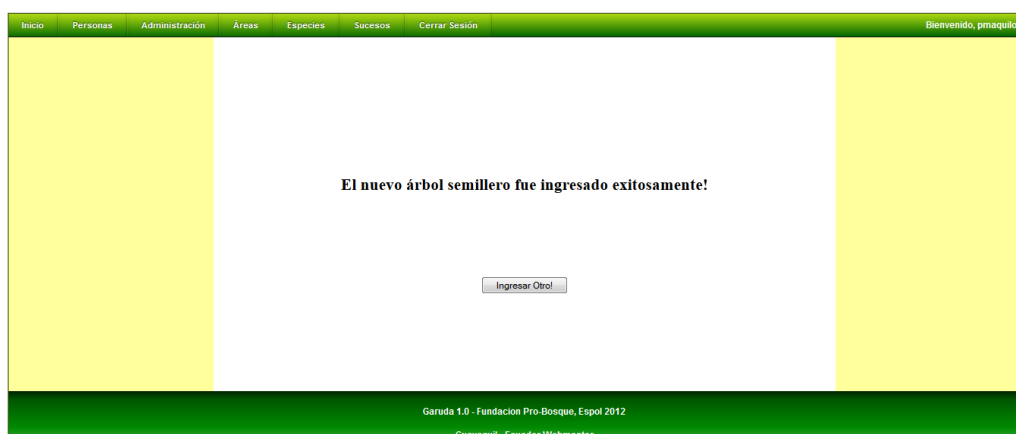 Inicio Personas Administración Áreas Especies Sucesos Cerrar Sesión Bienvenido, pmaquilo
El nuevo árbol semillero fue ingresado exitosamente!
Ingresar Otro!
Garuda 1.0 - Fundacion Pro-Bosque, Espol 2012